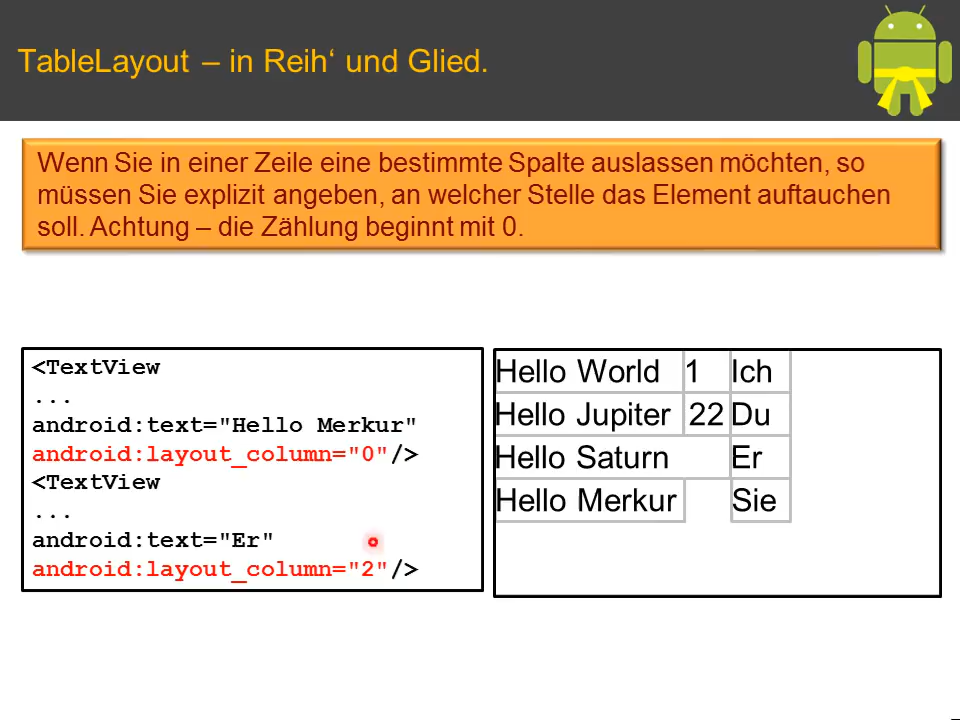 TableLayout – in Reih‘ und Glied.
Wenn Sie in einer Zeile eine bestimmte Spalte auslassen möchten, so
müssen Sie explizit angeben, an welcher Stelle das Element auftauchen
soll. Achtung – die Zählung beginnt mit 0.
<TextView
...
android:text="Hello Merkur"
android:layout_column="0"/>
<TextView
...
android:text="Er"
android:layout_column="2"/>
Hello World 1 Ich
Hello Jupiter 22 Du
Hello Saturn Er
Hello Merkur Sie